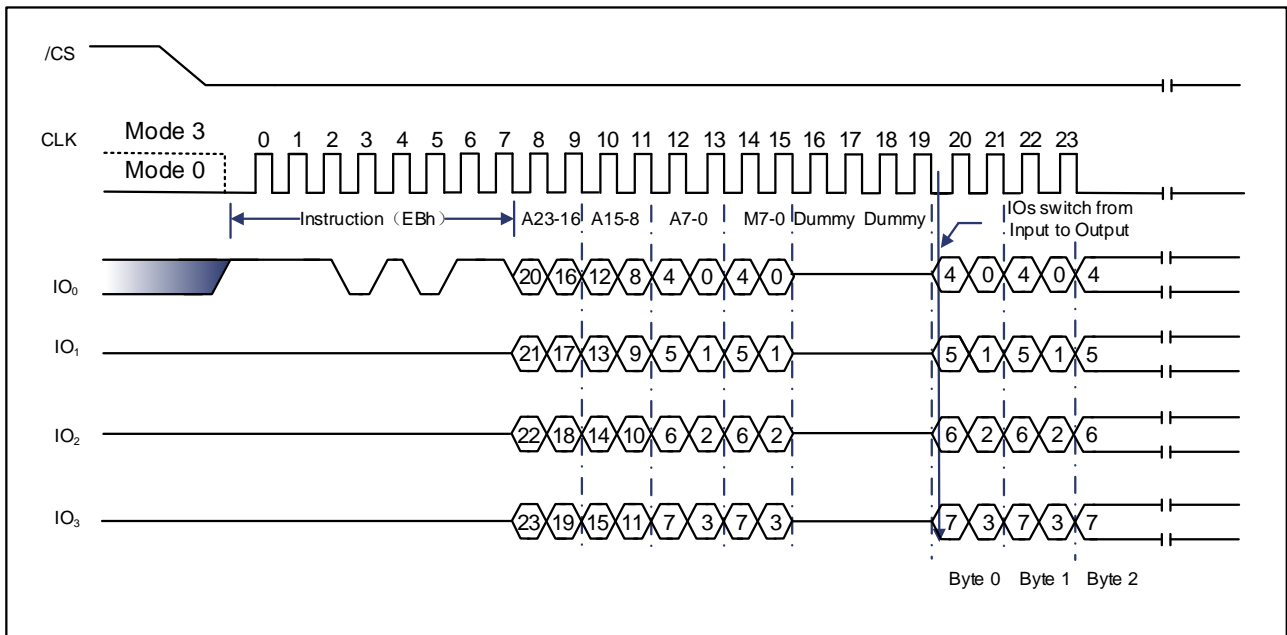 /CS
CLK
Mode 3
Mode 0
0 1 2 3 4 5 6 7 8 9 10 11 12 13 14 15 16 17 18 19 20 21 22 23
Instruction（EBh） A23-16 A15-8 A7-0 M7-0 Dummy Dummy
IOs switch from
Input to Output
IO₀ 20 16 12 8 4 0 4 0 4 0 4 0 4
IO₁ 21 17 13 9 5 1 5 1 5 1 5 1 5
IO₂ 22 18 14 10 6 2 6 2 6 2 6 2 6
IO₃ 23 19 15 11 7 3 7 3 7 3 7 3 7
Byte 0 Byte 1 Byte 2